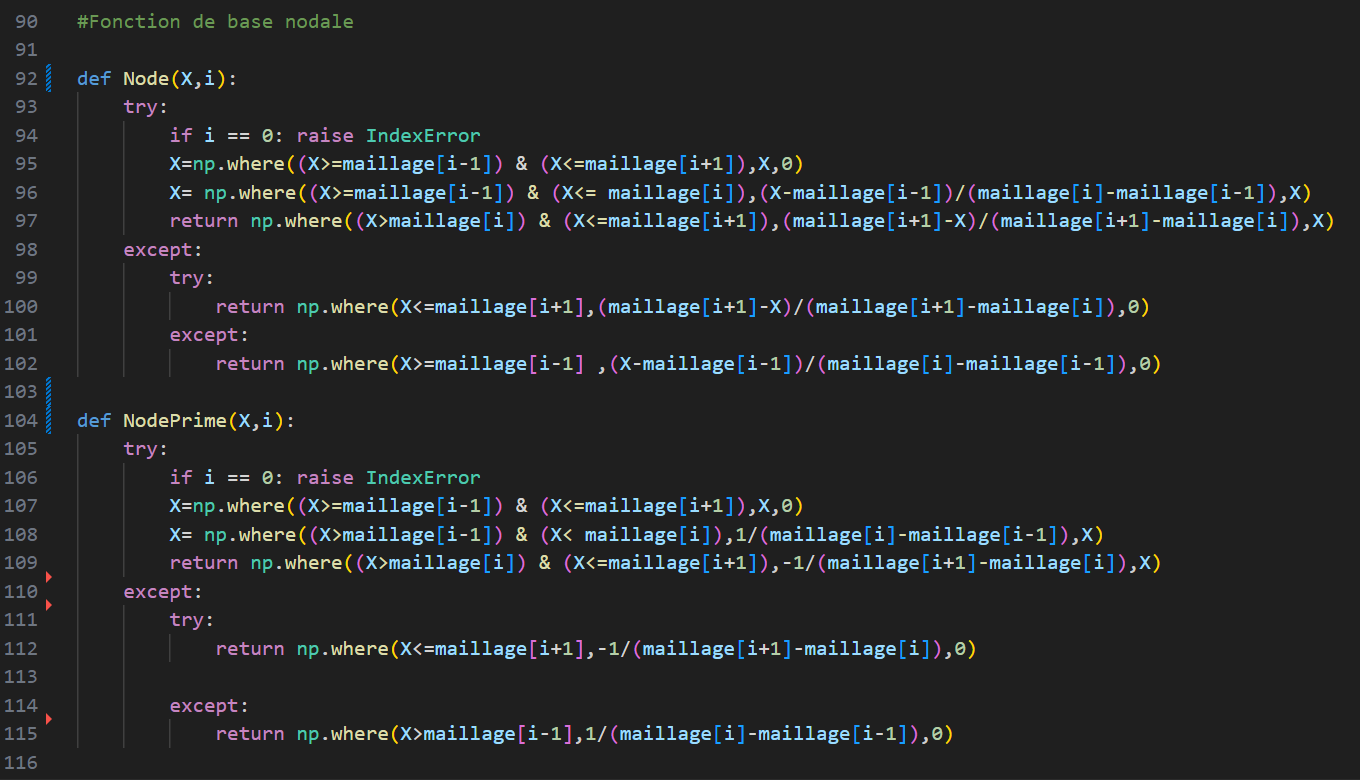 90 #Fonction de base nodale
91
92 def Node(X,i):
93     try:
94         if i == 0: raise IndexError
95         X=np.where((X>=maillage[i-1]) & (X<=maillage[i+1]),X,0)
96         X= np.where((X>=maillage[i-1]) & (X<= maillage[i]),(X-maillage[i-1])/(maillage[i]-maillage[i-1]),X)
97         return np.where((X>maillage[i]) & (X<=maillage[i+1]),(maillage[i+1]-X)/(maillage[i+1]-maillage[i]),X)
98     except:
99         try:
100             return np.where(X<=maillage[i+1],(maillage[i+1]-X)/(maillage[i+1]-maillage[i]),0)
101         except:
102             return np.where(X>=maillage[i-1] ,(X-maillage[i-1])/(maillage[i]-maillage[i-1]),0)
103
104 def NodePrime(X,i):
105     try:
106         if i == 0: raise IndexError
107         X=np.where((X>=maillage[i-1]) & (X<=maillage[i+1]),X,0)
108         X= np.where((X>maillage[i-1]) & (X< maillage[i]),1/(maillage[i]-maillage[i-1]),X)
109         return np.where((X>maillage[i]) & (X<=maillage[i+1]),-1/(maillage[i+1]-maillage[i]),X)
110     except:
111         try:
112             return np.where(X<=maillage[i+1],-1/(maillage[i+1]-maillage[i]),0)
113
114         except:
115             return np.where(X>maillage[i-1],1/(maillage[i]-maillage[i-1]),0)
116